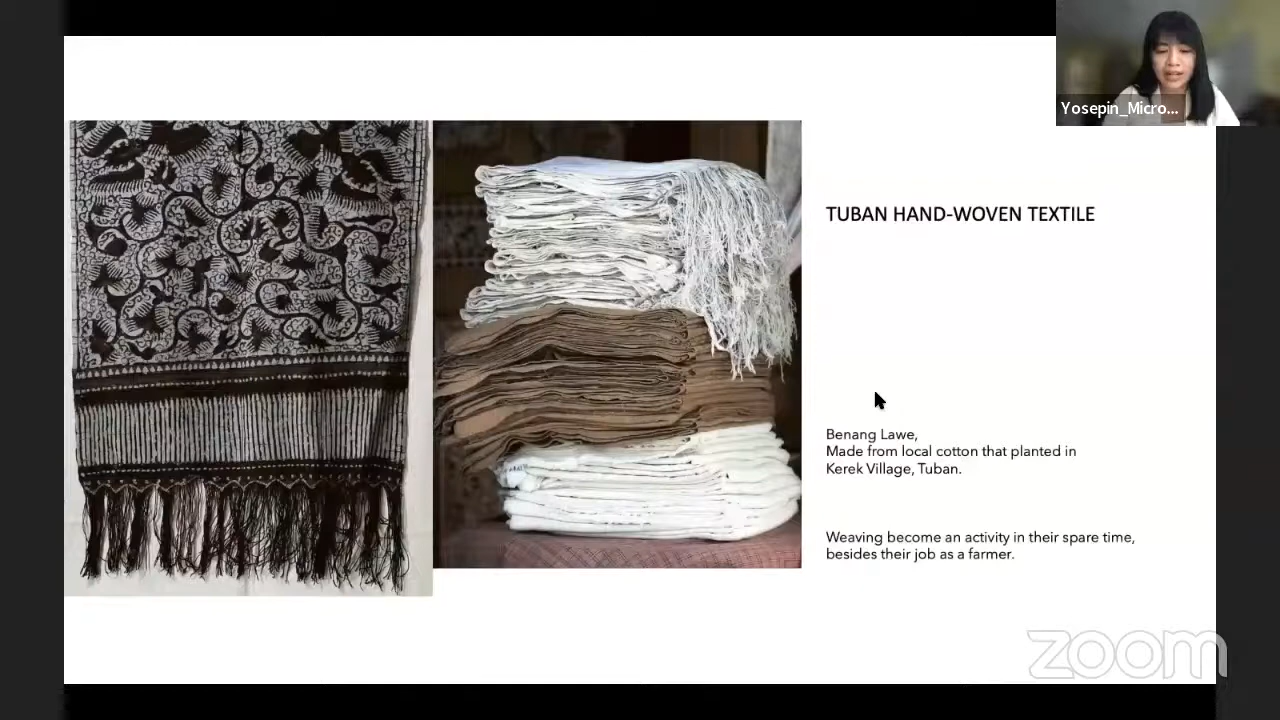 Yosepin_Micro...
TUBAN HAND-WOVEN TEXTILE
Benang Lawe,
Made from local cotton that planted in
Kerek Village, Tuban.
Weaving become an activity in their spare time,
besides their job as a farmer.
zoom